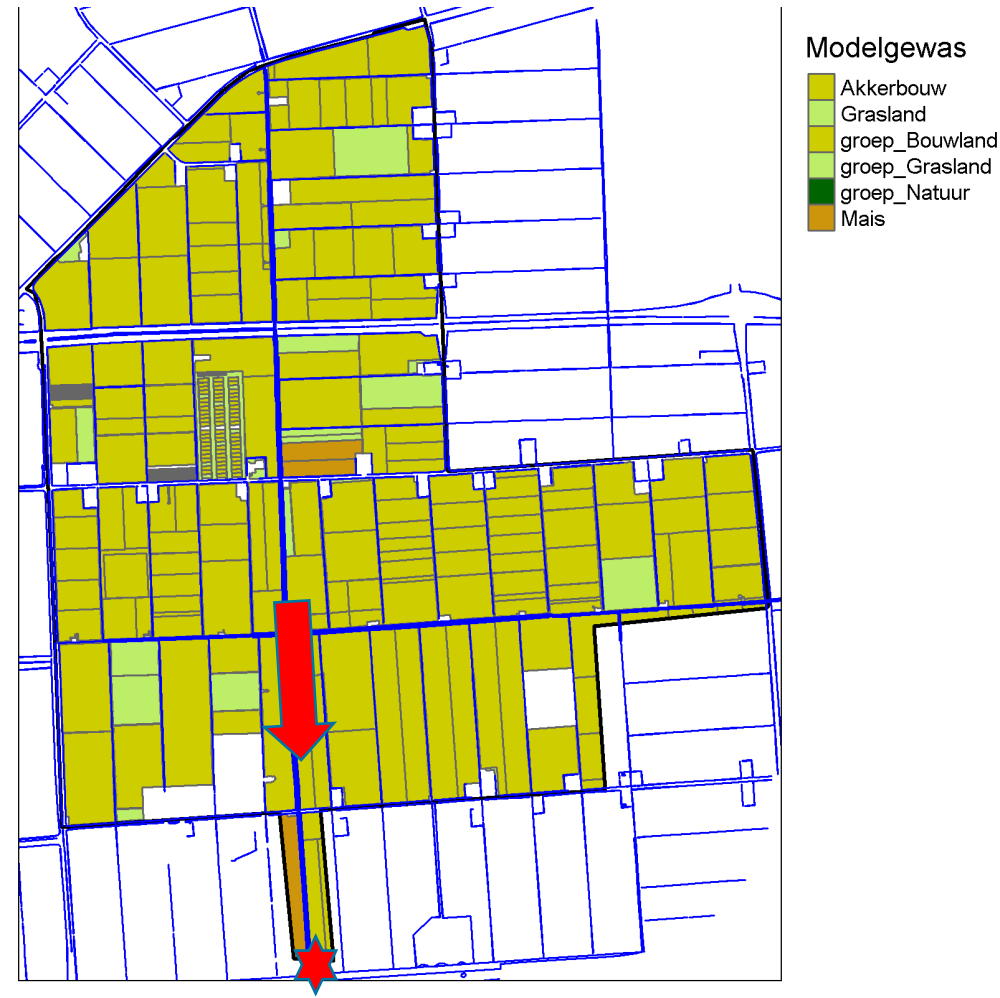 Modelgewas
Akkerbouw
Grasland
groep_Bouwland
groep_Grasland
groep_Natuur
Mais